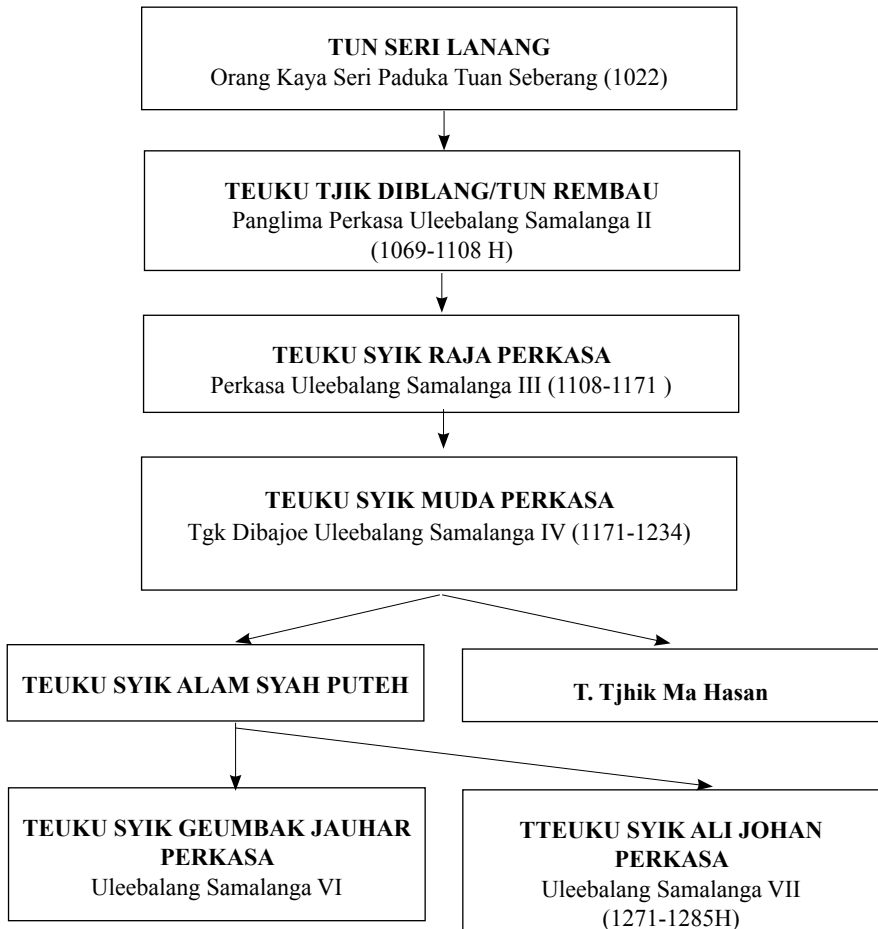 TUN SERI LANANG
Orang Kaya Seri Paduka Tuan Seberang (1022)
TEUKU TJIK DIBLANG/TUN REMBAU
Panglima Perkasa Uleebalang Samalanga II
(1069-1108 H)
TEUKU SYIK RAJA PERKASA
Perkasa Uleebalang Samalanga III (1108-1171 )
TEUKU SYIK MUDA PERKASA
Tgk Dibajoe Uleebalang Samalanga IV (1171-1234)
TEUKU SYIK ALAM SYAH PUTEH
T. Tjhik Ma Hasan
TEUKU SYIK GEUMBAK JAUHAR
PERKASA
Uleebalang Samalanga VI
TTEUKU SYIK ALI JOHAN
PERKASA
Uleebalang Samalanga VII
(1271-1285H)